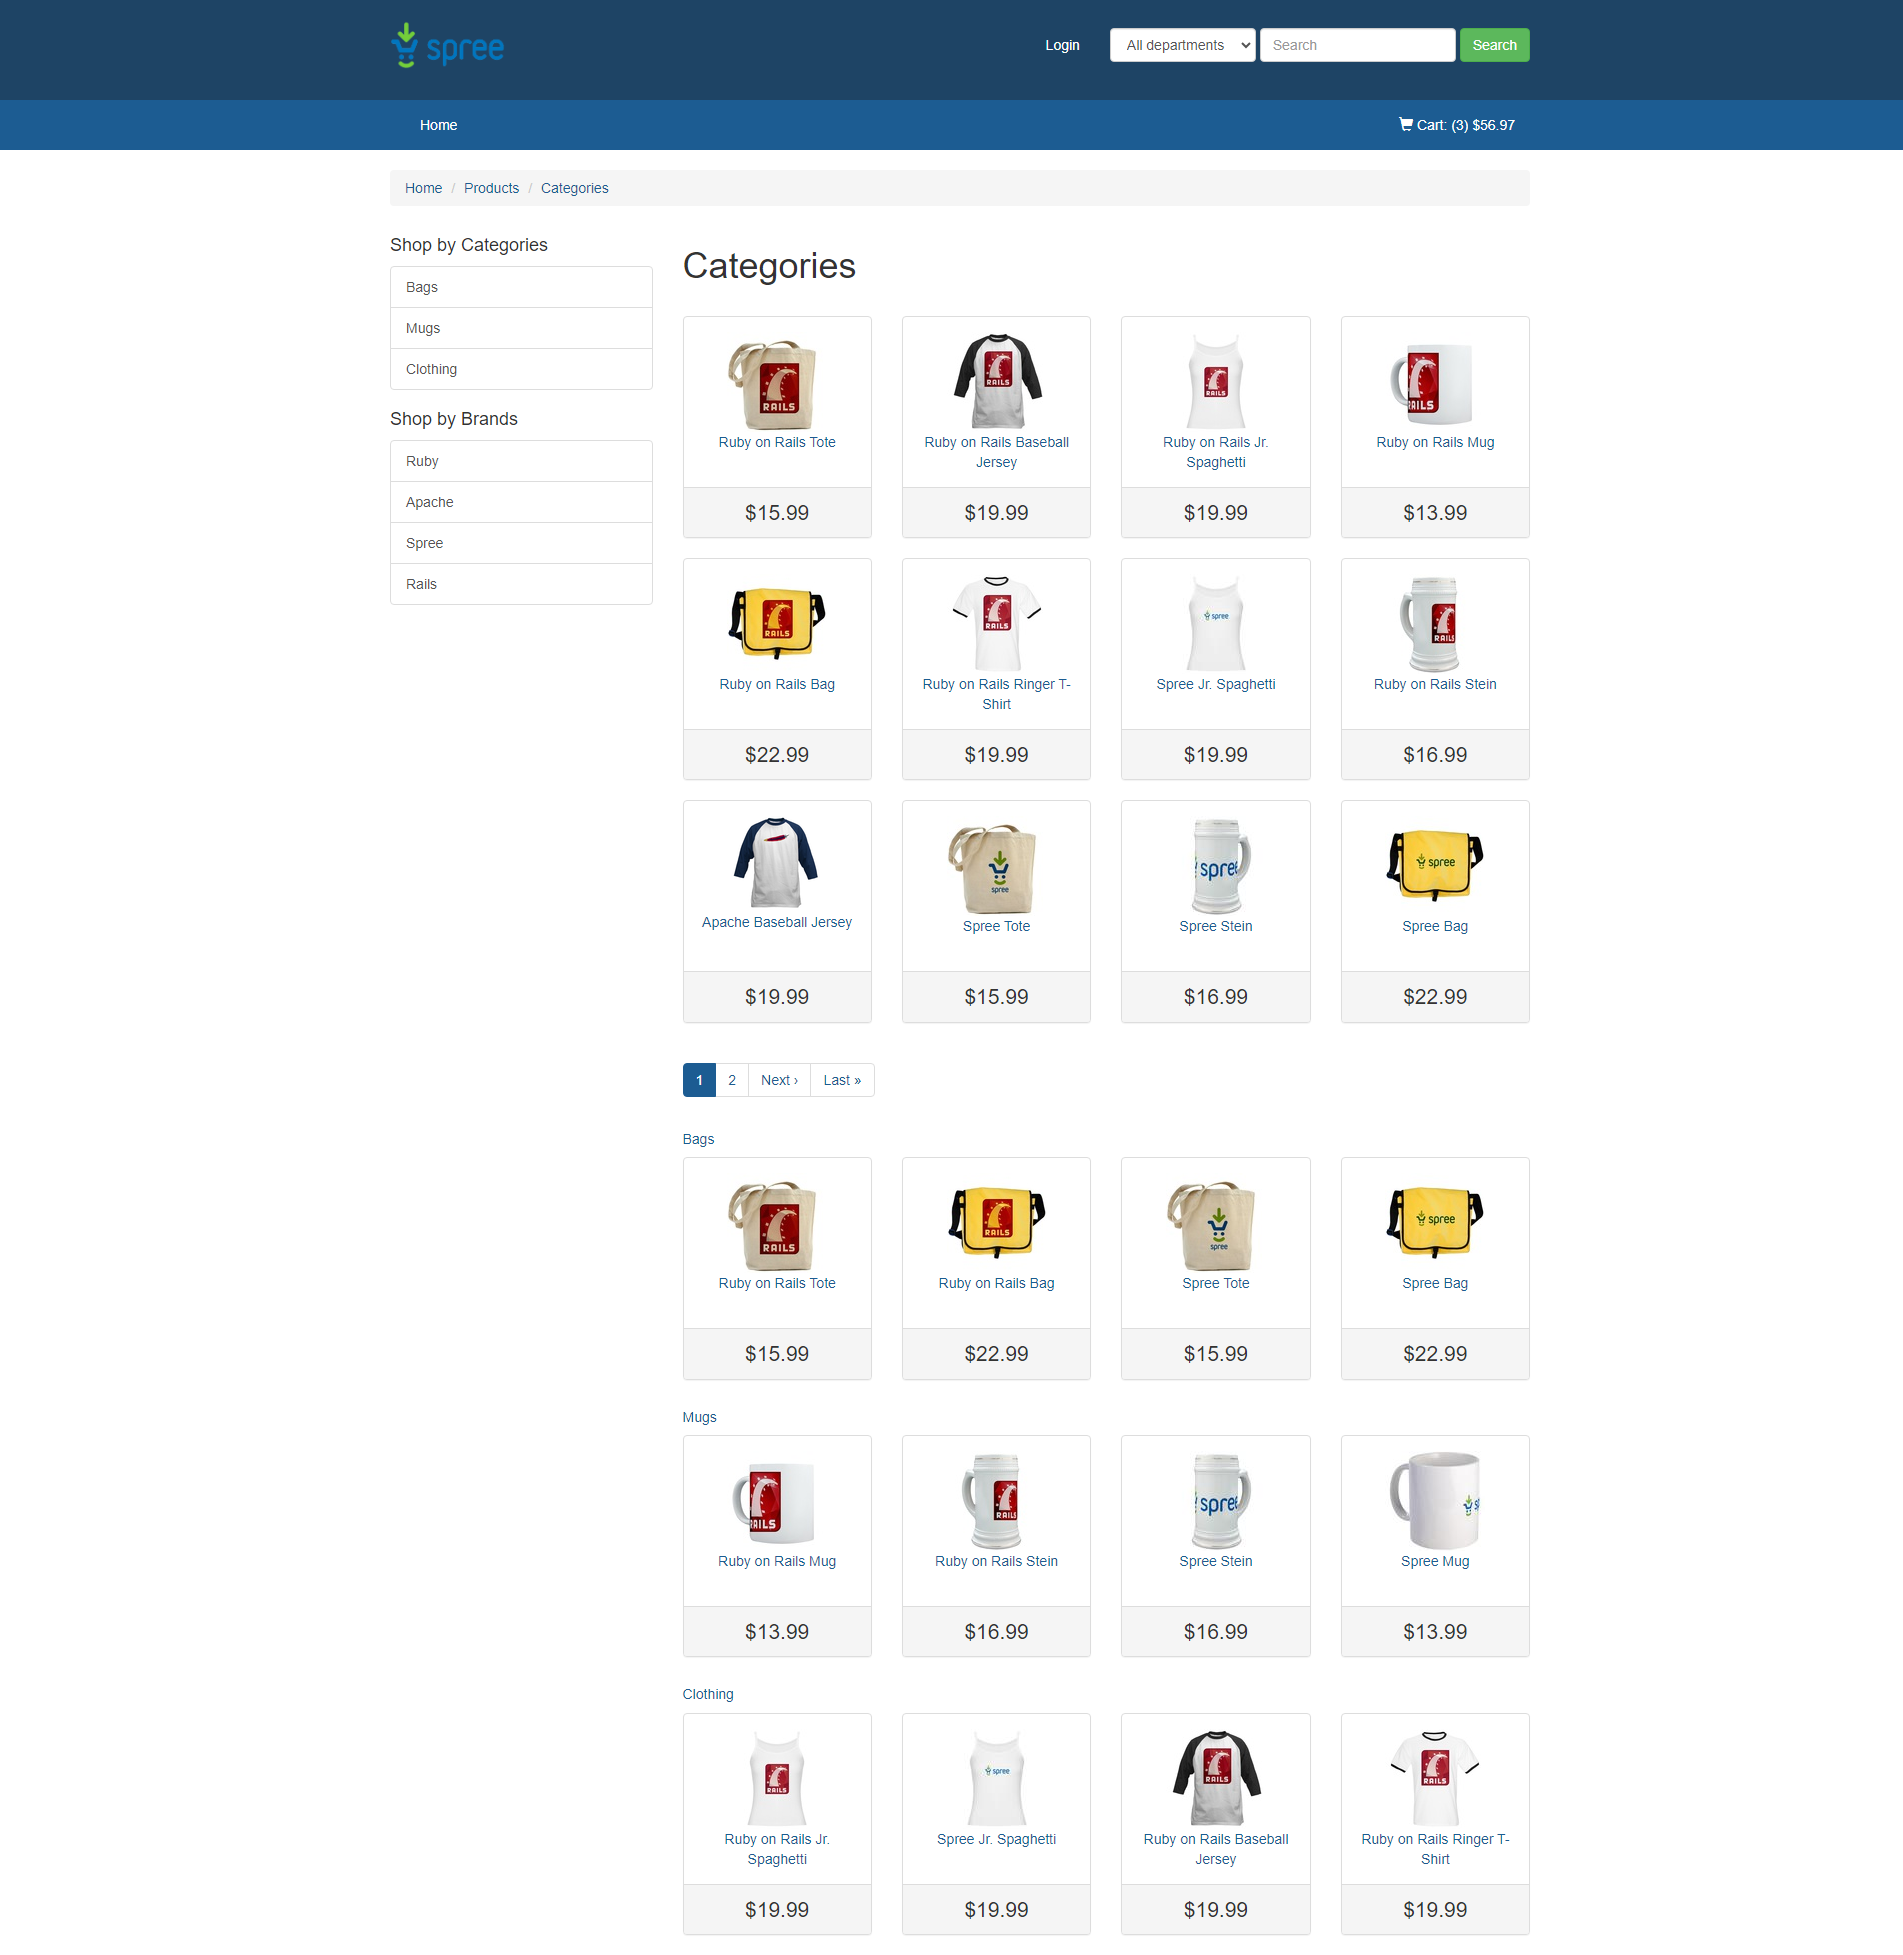 spree
Login
All departments
Search
Search
Home
Cart: (3) $56.97
Home / Products / Categories
Shop by Categories
Bags
Mugs
Clothing
Shop by Brands
Ruby
Apache
Spree
Rails
Categories
RAILS
Ruby on Rails Tote
$15.99
RAILS
Ruby on Rails Baseball
Jersey
$19.99
RAILS
Ruby on Rails Jr.
Spaghetti
$19.99
RAILS
Ruby on Rails Mug
$13.99
RAILS
Ruby on Rails Bag
$22.99
RAILS
Ruby on Rails Ringer T-
Shirt
$19.99
spree
Spree Jr. Spaghetti
$19.99
RAILS
Ruby on Rails Stein
$16.99
Apache Baseball Jersey
$19.99
spree
Spree Tote
$15.99
spree
Spree Stein
$16.99
spree
Spree Bag
$22.99
1 2 Next › Last »
Bags
RAILS
Ruby on Rails Tote
$15.99
RAILS
Ruby on Rails Bag
$22.99
spree
Spree Tote
$15.99
spree
Spree Bag
$22.99
Mugs
RAILS
Ruby on Rails Mug
$13.99
RAILS
Ruby on Rails Stein
$16.99
spree
Spree Stein
$16.99
s
Spree Mug
$13.99
Clothing
RAILS
Ruby on Rails Jr.
Spaghetti
$19.99
spree
Spree Jr. Spaghetti
$19.99
RAILS
Ruby on Rails Baseball
Jersey
$19.99
RAILS
Ruby on Rails Ringer T-
Shirt
$19.99